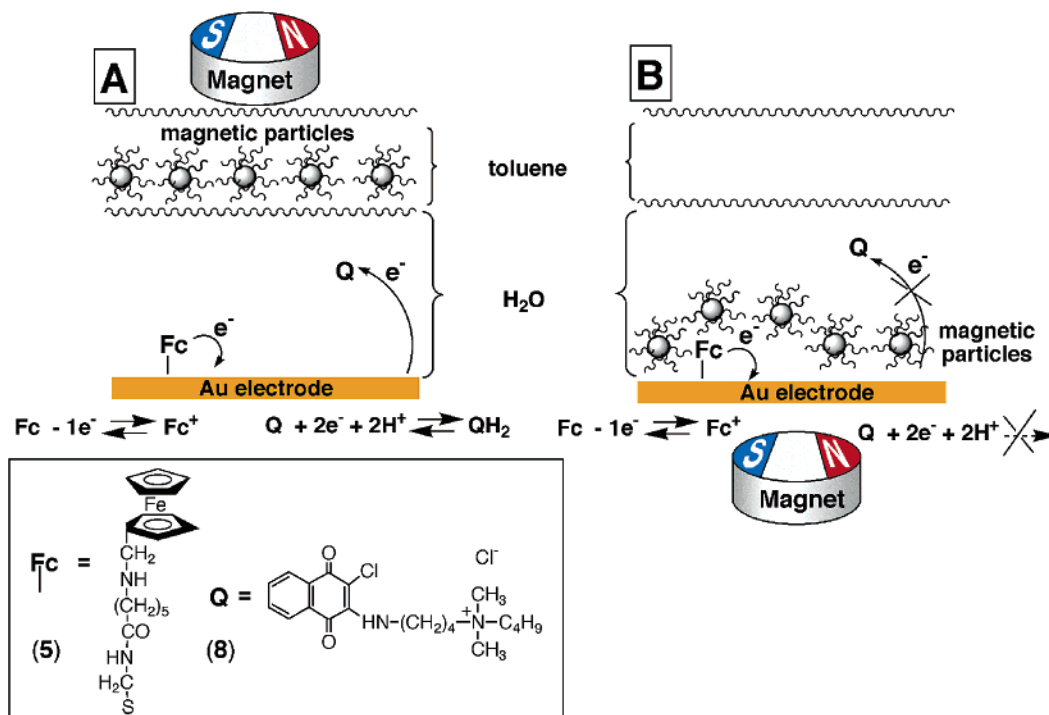 A
S N
Magnet
magnetic particles
toluene
Q e⁻
H₂O
Fc e⁻
Au electrode
Fc - 1e⁻ ⇌ Fc⁺ Q + 2e⁻ + 2H⁺ ⇌ QH₂
B
Q e⁻
Fc e⁻
magnetic
particles
Au electrode
Fc - 1e⁻ ⇌ Fc⁺ Q + 2e⁻ + 2H⁺
S N
Magnet
Fc =
(5)
Fe
CH₂
NH
(CH₂)₅
CO
HN
H₂C
S
Q =
(8)
O
Cl
O
HN–(CH₂)₄–N⁺–C₄H₉
CH₃
CH₃
Cl⁻